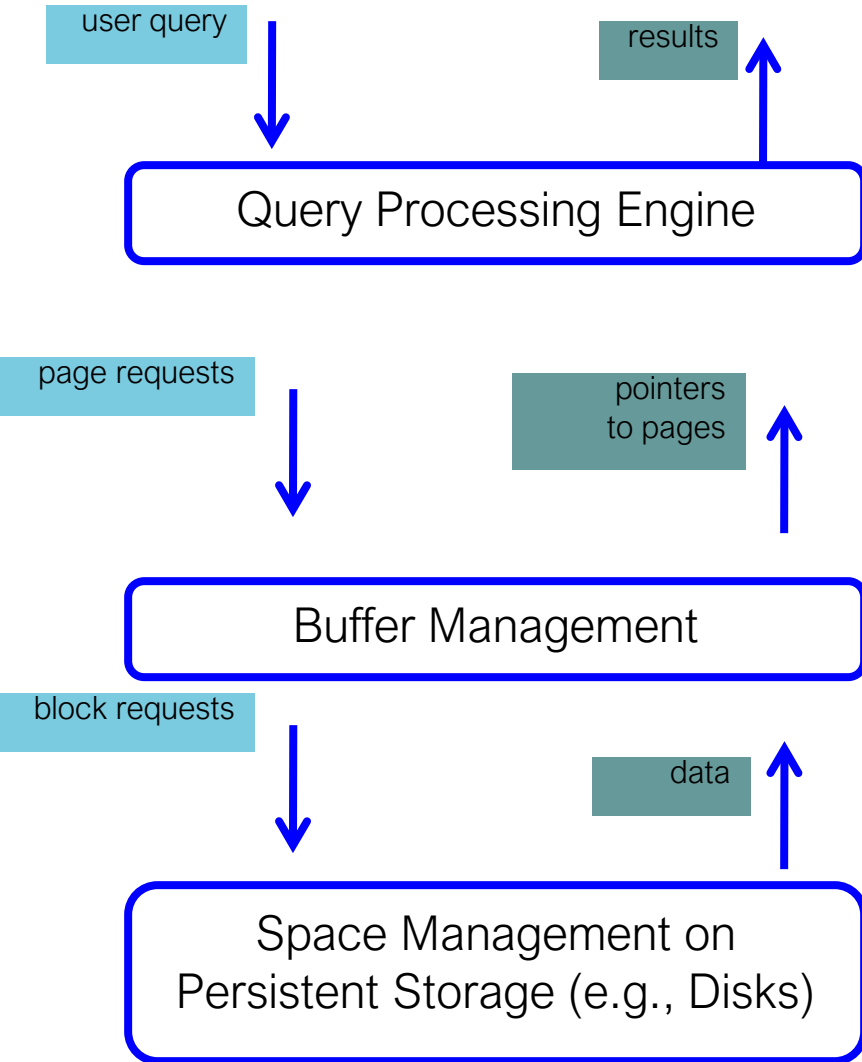 user query
results
Query Processing Engine
page requests
pointers
to pages
Buffer Management
block requests
data
Space Management on
Persistent Storage (e.g., Disks)